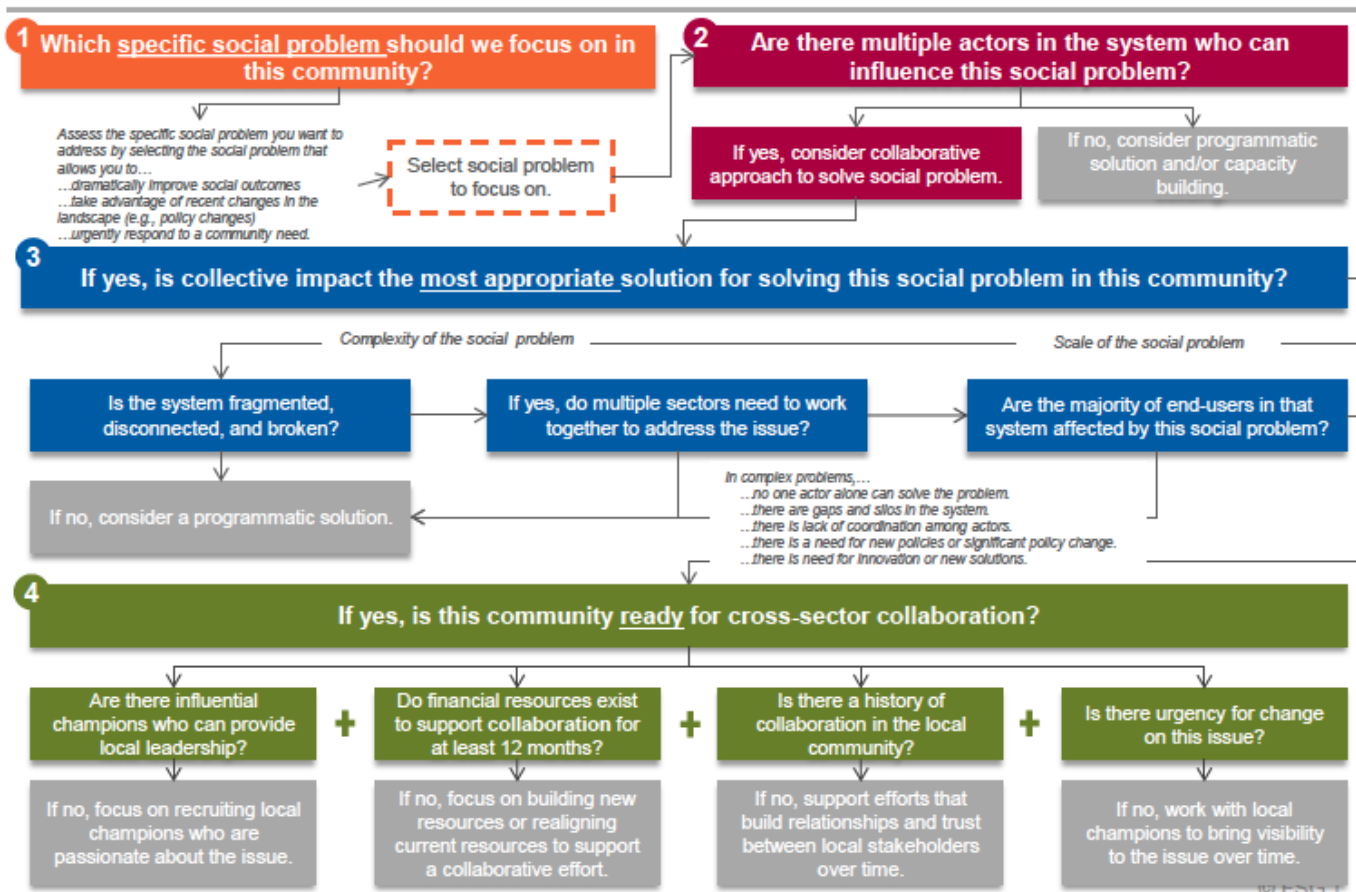 1
Which specific social problem should we focus on in
this community?
Assess the specific social problem you want to
address by selecting the social problem that
allows you to…
…dramatically improve social outcomes
…take advantage of recent changes in the
landscape (e.g., policy changes)
…urgently respond to a community need.
Select social problem
to focus on.
2
Are there multiple actors in the system who can
influence this social problem?
If yes, consider collaborative
approach to solve social problem.
If no, consider programmatic
solution and/or capacity
building.
3
If yes, is collective impact the most appropriate solution for solving this social problem in this community?
Complexity of the social problem
Scale of the social problem
Is the system fragmented,
disconnected, and broken?
If yes, do multiple sectors need to work
together to address the issue?
Are the majority of end-users in that
system affected by this social problem?
If no, consider a programmatic solution.
In complex problems,…
…no one actor alone can solve the problem.
…there are gaps and silos in the system.
…there is lack of coordination among actors.
…there is a need for new policies or significant policy change.
…there is need for innovation or new solutions.
4
If yes, is this community ready for cross-sector collaboration?
Are there influential
champions who can provide
local leadership?
+
Do financial resources exist
to support collaboration for
at least 12 months?
+
Is there a history of
collaboration in the local
community?
+
Is there urgency for change
on this issue?
If no, focus on recruiting local
champions who are
passionate about the issue.
If no, focus on building new
resources or realigning
current resources to support
a collaborative effort.
If no, support efforts that
build relationships and trust
between local stakeholders
over time.
If no, work with local
champions to bring visibility
to the issue over time.